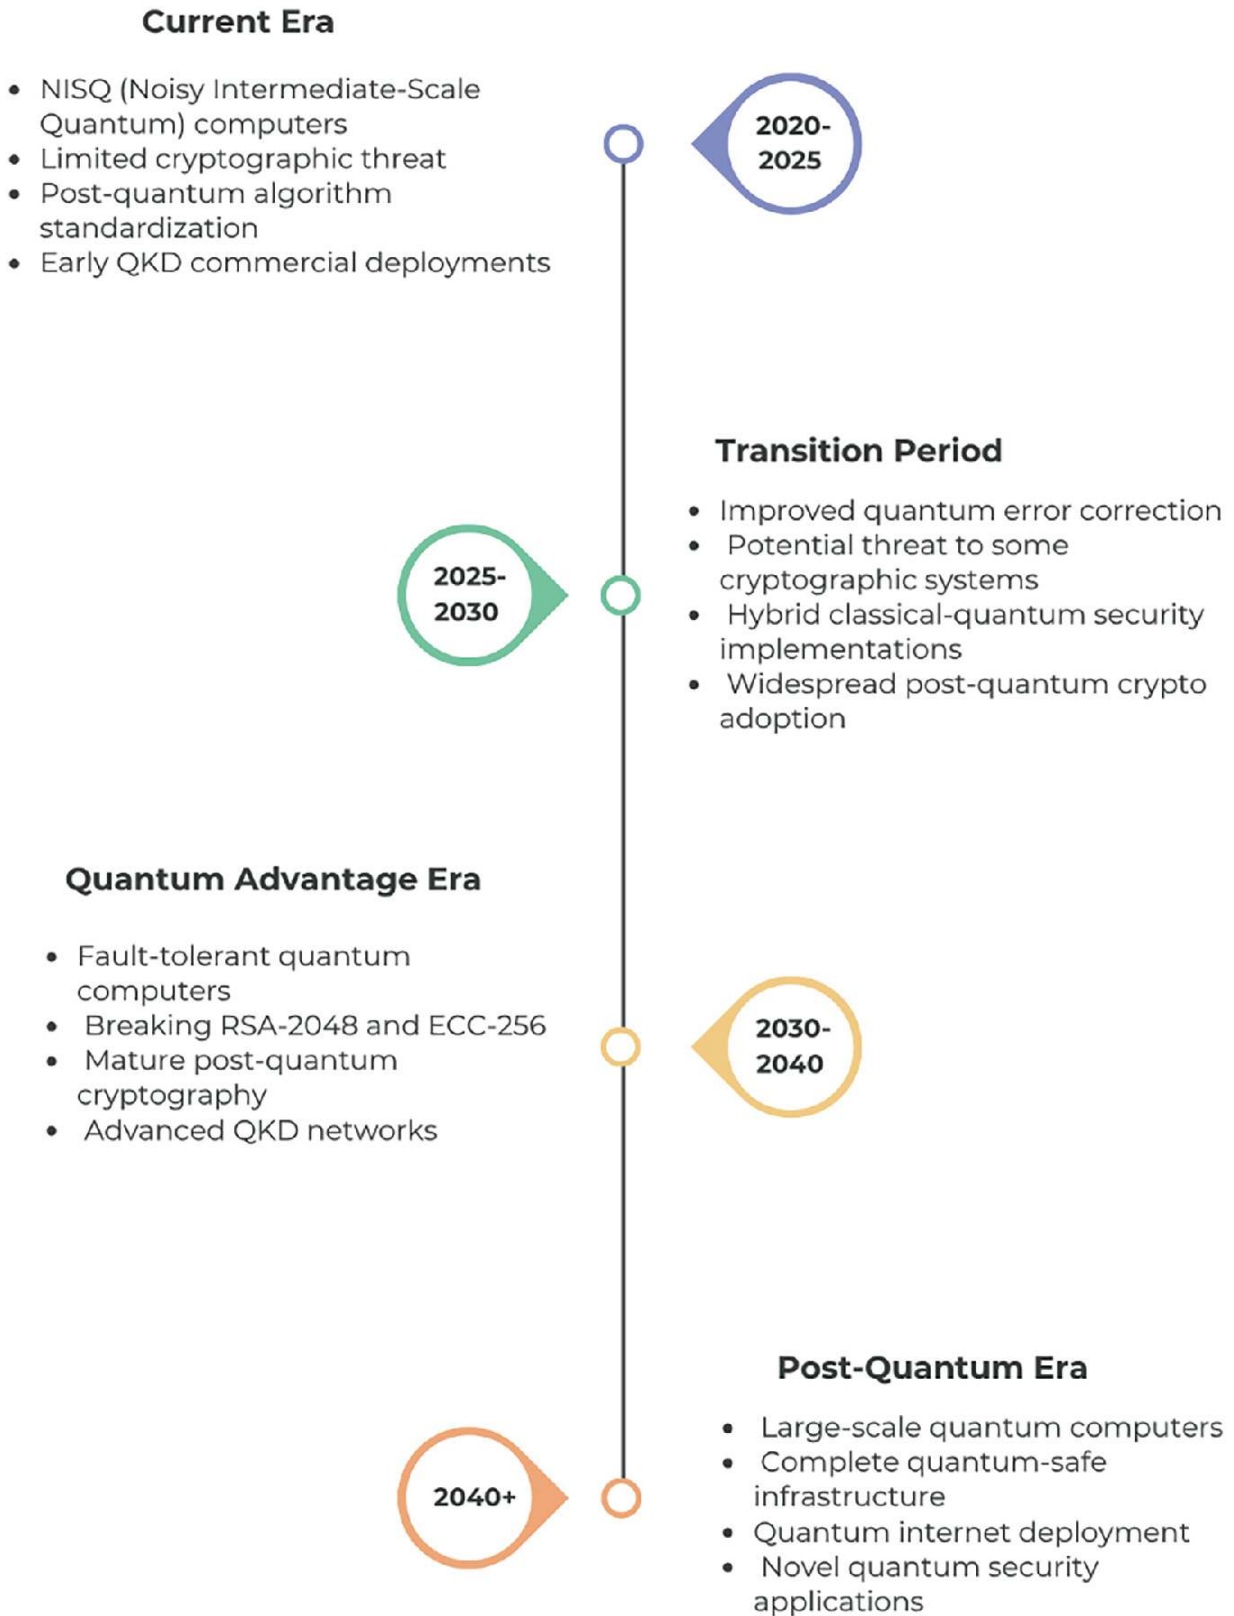 Current Era
• NISQ (Noisy Intermediate-Scale
Quantum) computers
• Limited cryptographic threat
• Post-quantum algorithm
standardization
• Early QKD commercial deployments
2020-
2025
Transition Period
• Improved quantum error correction
• Potential threat to some
cryptographic systems
• Hybrid classical-quantum security
implementations
• Widespread post-quantum crypto
adoption
2025-
2030
Quantum Advantage Era
• Fault-tolerant quantum
computers
• Breaking RSA-2048 and ECC-256
• Mature post-quantum
cryptography
• Advanced QKD networks
2030-
2040
Post-Quantum Era
• Large-scale quantum computers
• Complete quantum-safe
infrastructure
• Quantum internet deployment
• Novel quantum security
applications
2040+